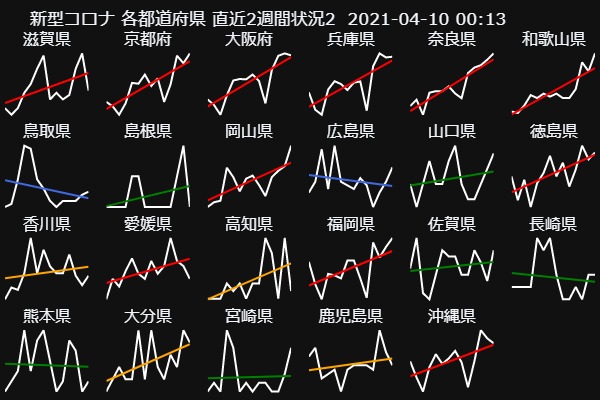 新型コロナ 各都道府県 直近2週間状況2 2021-04-10 00:13
滋賀県 京都府 大阪府 兵庫県 奈良県 和歌山県
鳥取県 島根県 岡山県 広島県 山口県 徳島県
香川県 愛媛県 高知県 福岡県 佐賀県 長崎県
熊本県 大分県 宮崎県 鹿児島県 沖縄県